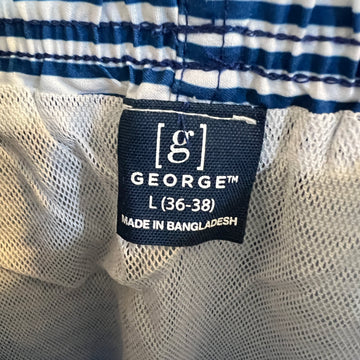 [g]
GEORGE™
L (36-38)
MADE IN BANGLADESH